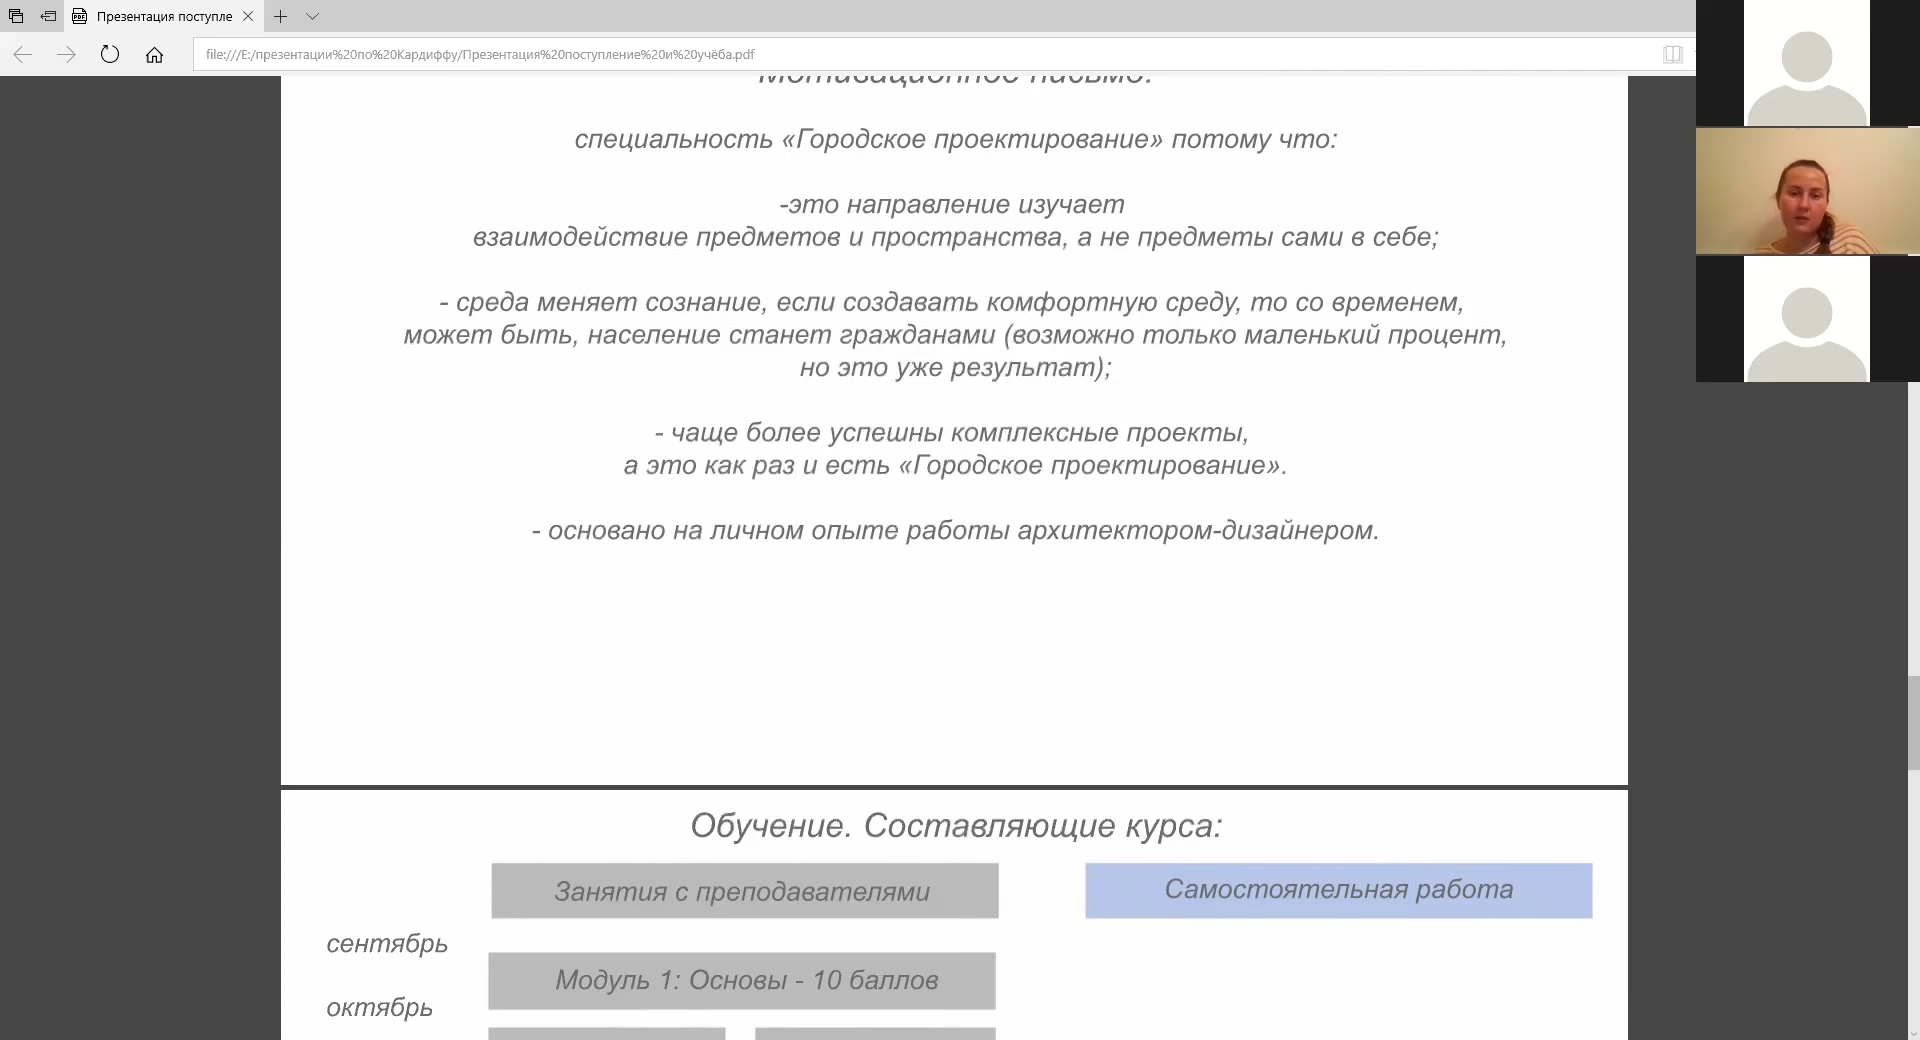 Презентация поступле
file:///E:/презентации%20по%20Кардиффу/Презентация%20поступление%20и%20учёба.pdf
Мотивационное письмо:
специальность «Городское проектирование» потому что:
-это направление изучает
взаимодействие предметов и пространства, а не предметы сами в себе;
- среда меняет сознание, если создавать комфортную среду, то со временем,
может быть, население станет гражданами (возможно только маленький процент,
но это уже результат);
- чаще более успешны комплексные проекты,
а это как раз и есть «Городское проектирование».
- основано на личном опыте работы архитектором-дизайнером.
Обучение. Составляющие курса:
Занятия с преподавателями
Самостоятельная работа
сентябрь
Модуль 1: Основы - 10 баллов
октябрь